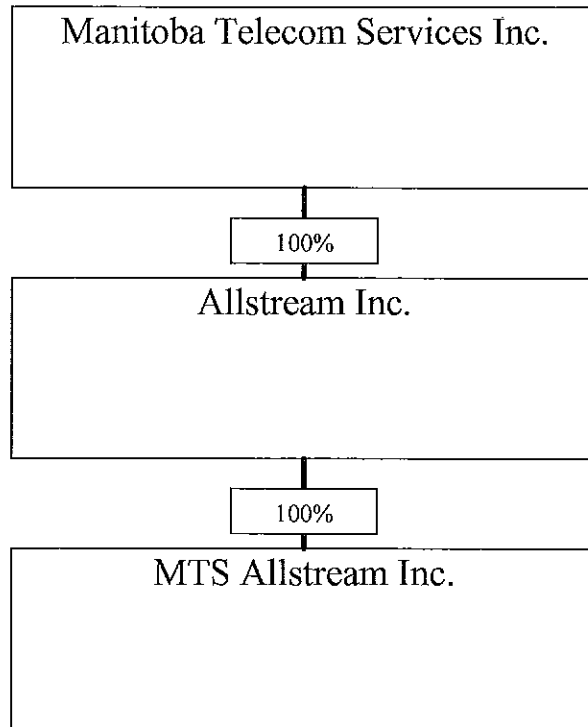 Manitoba Telecom Services Inc.
100%
Allstream Inc.
100%
MTS Allstream Inc.